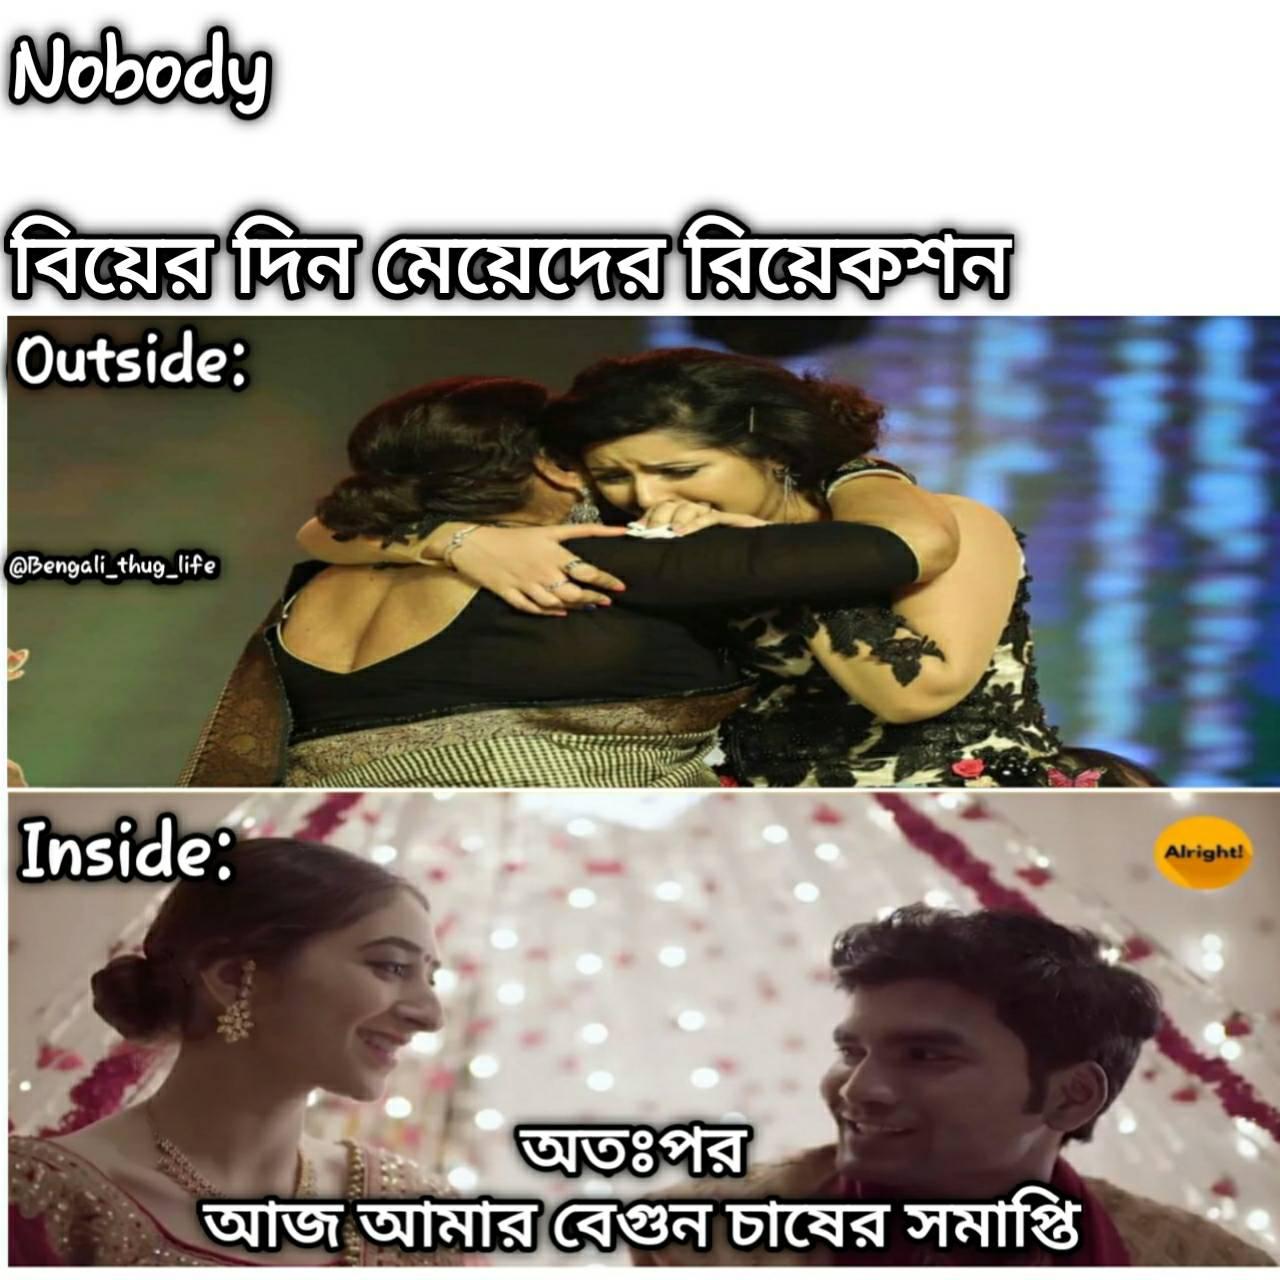 Nobody
বিয়ের দিন মেয়েদের রিয়েকশন
Outside:
@Bengali_thug_life
Inside:
Alright!
অতঃপর
আজ আমার বেগুন চাষের সমাপ্তি